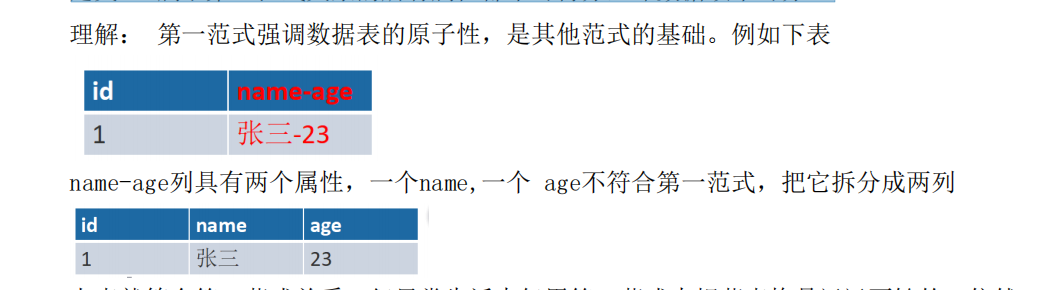 理解： 第一范式强调数据表的原子性，是其他范式的基础。例如下表
id name-age
1 张三-23
name-age列具有两个属性，一个name,一个 age不符合第一范式，把它拆分成两列
id name age
1 张三 23